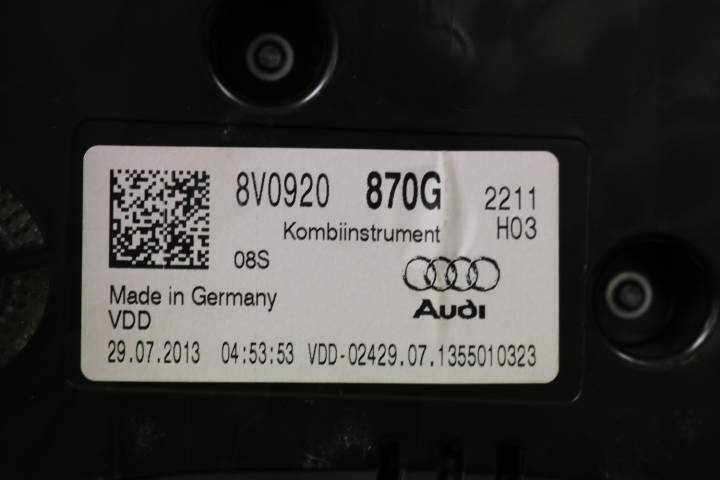 8V0920 870G 2211
Kombiinstrument H03
08S
Audi
Made in Germany
VDD
29.07.2013 04:53:53 VDD-02429.07.1355010323